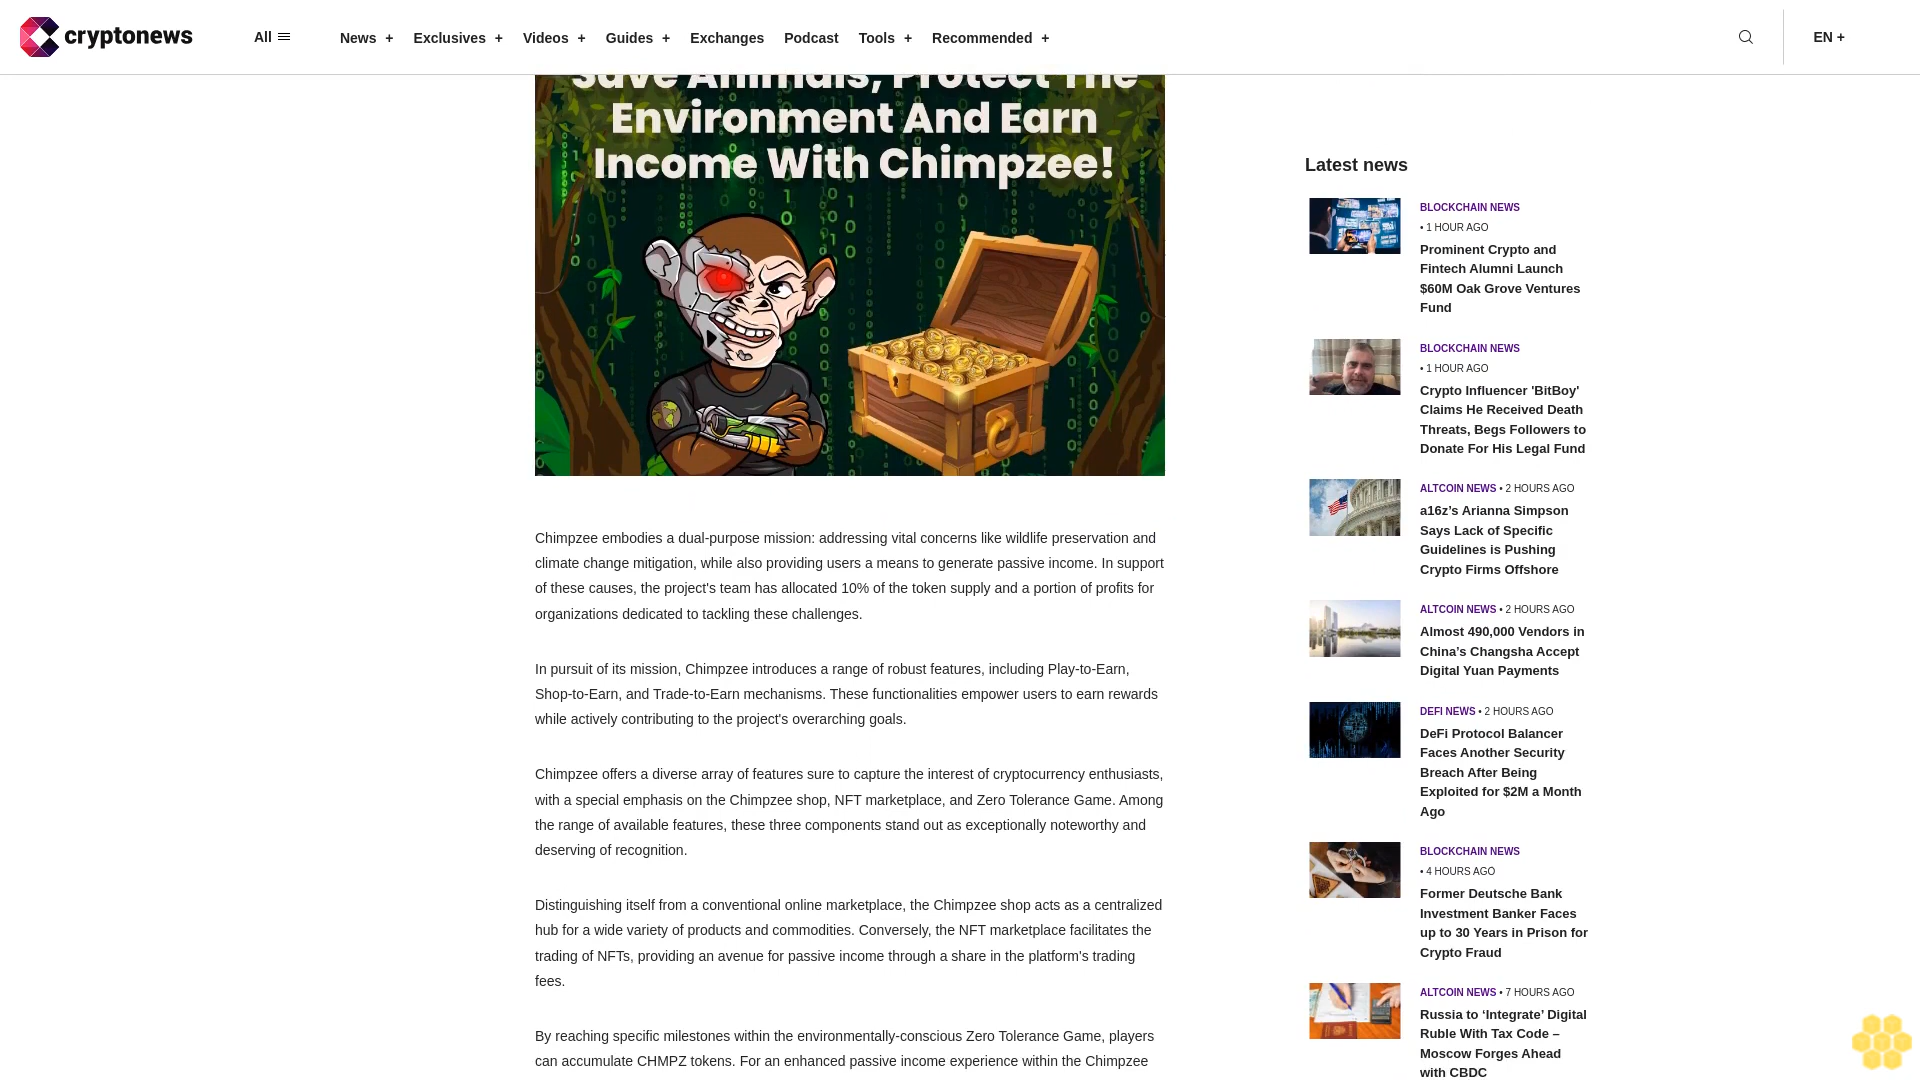 cryptonews
All
News +
Exclusives +
Videos +
Guides +
Exchanges
Podcast
Tools +
Recommended +
EN +
Save Animals, Protect The
Environment And Earn
Income With Chimpzee!
Chimpzee embodies a dual-purpose mission: addressing vital concerns like wildlife preservation and
climate change mitigation, while also providing users a means to generate passive income. In support
of these causes, the project's team has allocated 10% of the token supply and a portion of profits for
organizations dedicated to tackling these challenges.
In pursuit of its mission, Chimpzee introduces a range of robust features, including Play-to-Earn,
Shop-to-Earn, and Trade-to-Earn mechanisms. These functionalities empower users to earn rewards
while actively contributing to the project's overarching goals.
Chimpzee offers a diverse array of features sure to capture the interest of cryptocurrency enthusiasts,
with a special emphasis on the Chimpzee shop, NFT marketplace, and Zero Tolerance Game. Among
the range of available features, these three components stand out as exceptionally noteworthy and
deserving of recognition.
Distinguishing itself from a conventional online marketplace, the Chimpzee shop acts as a centralized
hub for a wide variety of products and commodities. Conversely, the NFT marketplace facilitates the
trading of NFTs, providing an avenue for passive income through a share in the platform's trading
fees.
By reaching specific milestones within the environmentally-conscious Zero Tolerance Game, players
can accumulate CHMPZ tokens. For an enhanced passive income experience within the Chimpzee
Latest news
BLOCKCHAIN NEWS
• 1 HOUR AGO
Prominent Crypto and
Fintech Alumni Launch
$60M Oak Grove Ventures
Fund
BLOCKCHAIN NEWS
• 1 HOUR AGO
Crypto Influencer 'BitBoy'
Claims He Received Death
Threats, Begs Followers to
Donate For His Legal Fund
ALTCOIN NEWS • 2 HOURS AGO
a16z’s Arianna Simpson
Says Lack of Specific
Guidelines is Pushing
Crypto Firms Offshore
ALTCOIN NEWS • 2 HOURS AGO
Almost 490,000 Vendors in
China’s Changsha Accept
Digital Yuan Payments
DEFI NEWS • 2 HOURS AGO
DeFi Protocol Balancer
Faces Another Security
Breach After Being
Exploited for $2M a Month
Ago
BLOCKCHAIN NEWS
• 4 HOURS AGO
Former Deutsche Bank
Investment Banker Faces
up to 30 Years in Prison for
Crypto Fraud
ALTCOIN NEWS • 7 HOURS AGO
Russia to ‘Integrate’ Digital
Ruble With Tax Code –
Moscow Forges Ahead
with CBDC